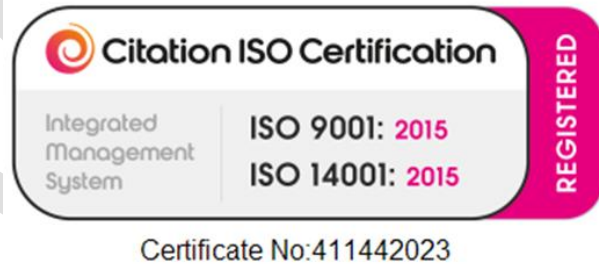 Citation ISO Certification
Integrated
Management
System
ISO 9001: 2015
ISO 14001: 2015
REGISTERED
Certificate No:411442023